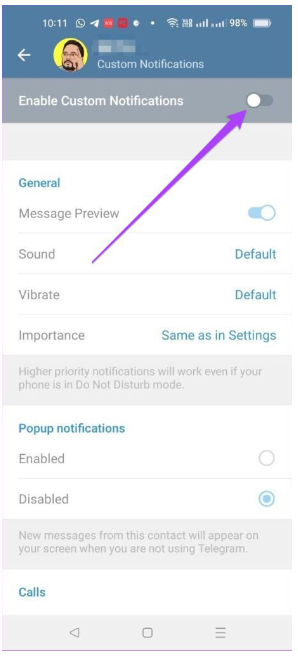 10:11 98%
Custom Notifications
Enable Custom Notifications
General
Message Preview
Sound Default
Vibrate Default
Importance Same as in Settings
Higher priority notifications will work even if your
phone is in Do Not Disturb mode.
Popup notifications
Enabled
Disabled
New messages from this contact will appear on
your screen when you are not using Telegram.
Calls